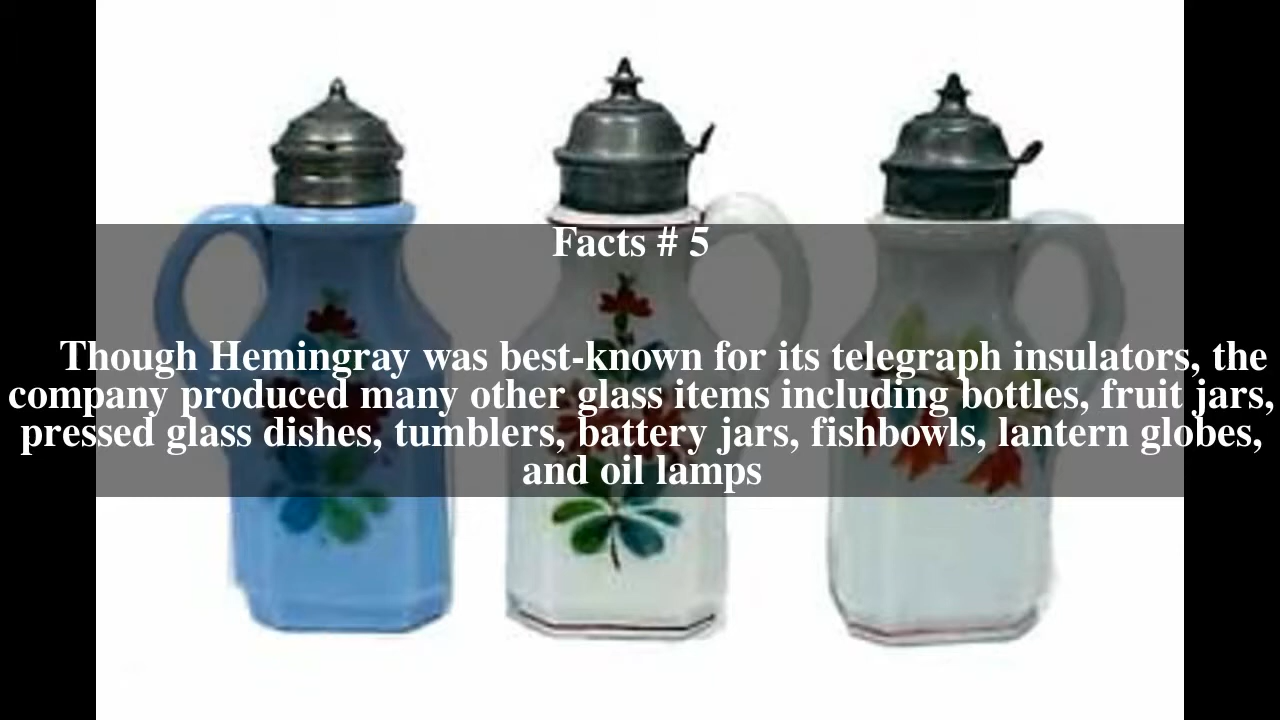 Facts # 5
Though Hemingray was best-known for its telegraph insulators, the
company produced many other glass items including bottles, fruit jars,
pressed glass dishes, tumblers, battery jars, fishbowls, lantern globes,
and oil lamps